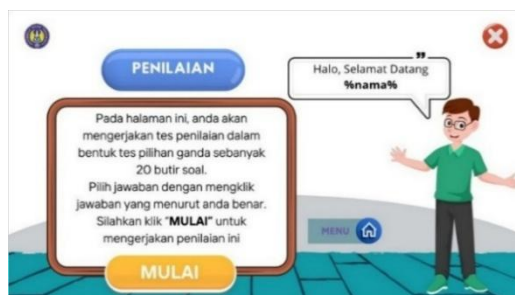 PENILAIAN
Pada halaman ini, anda akan
mengerjakan tes penilaian dalam
bentuk tes pilihan ganda sebanyak
20 butir soal.
Pilih jawaban dengan mengklik
jawaban yang menurut anda benar.
Silahkan klik "MULAI" untuk
mengerjakan penilaian ini
MULAI
Halo, Selamat Datang
%nama%
MENU